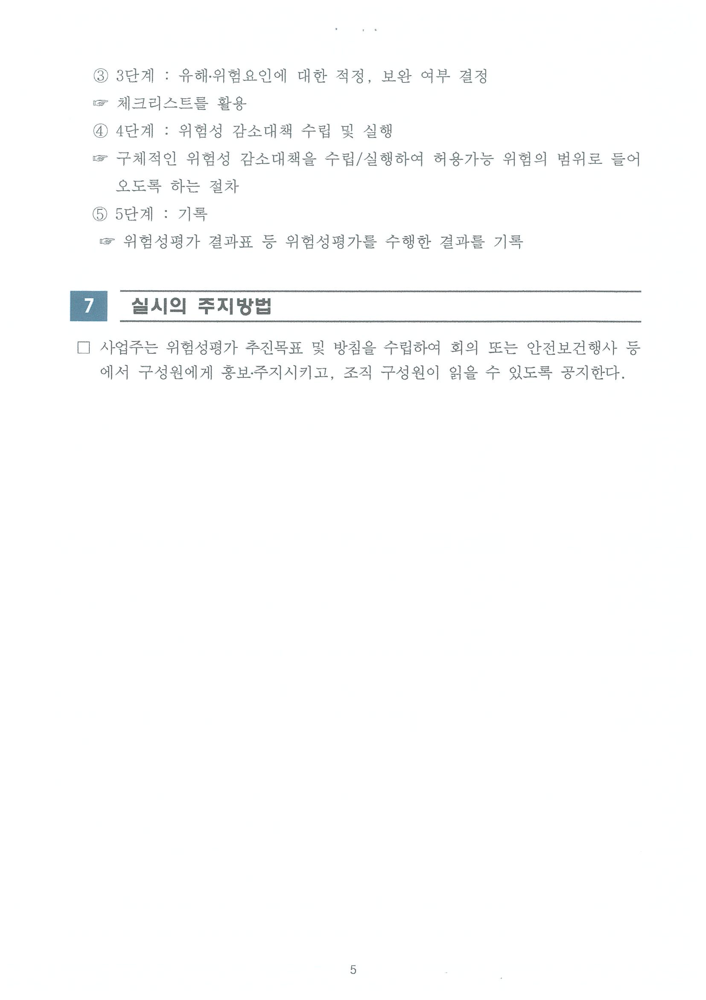 ③ 3단계 : 유해·위험요인에 대한 적정, 보완 여부 결정
☞ 체크리스트를 활용
④ 4단계 : 위험성 감소대책 수립 및 실행
☞ 구체적인 위험성 감소대책을 수립/실행하여 허용가능 위험의 범위로 들어
오도록 하는 절차
⑤ 5단계 : 기록
☞ 위험성평가 결과표 등 위험성평가를 수행한 결과를 기록
7 실시의 주지방법
□ 사업주는 위험성평가 추진목표 및 방침을 수립하여 회의 또는 안전보건행사 등
에서 구성원에게 홍보·주지시키고, 조직 구성원이 읽을 수 있도록 공지한다.
5